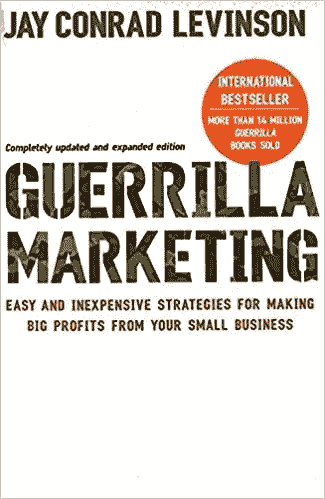 JAY CONRAD LEVINSON
INTERNATIONAL
BESTSELLER
MORE THAN 14 MILLION
GUERRILLA
BOOKS SOLD
Completely updated and expanded edition
GUERRILLA
MARKETING
EASY AND INEXPENSIVE STRATEGIES FOR MAKING
BIG PROFITS FROM YOUR SMALL BUSINESS